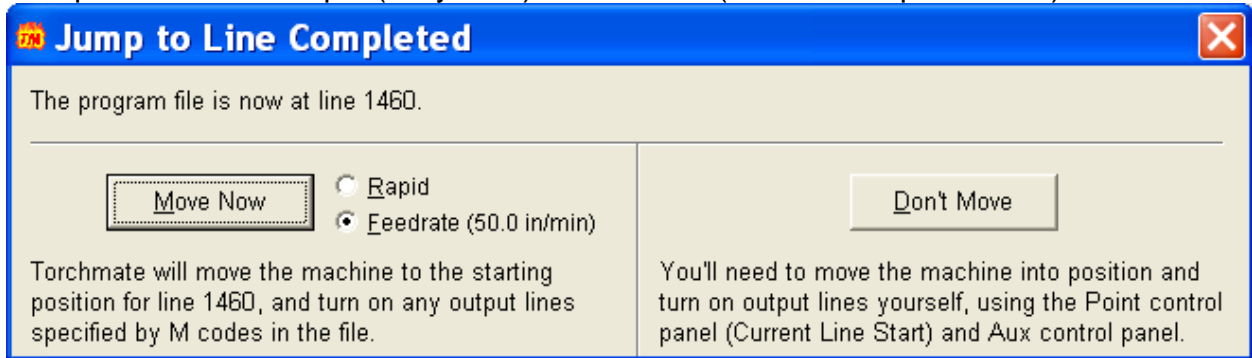 Jump to Line Completed
The program file is now at line 1460.
Move Now
Rapid
Feedrate (50.0 in/min)
Torchmate will move the machine to the starting
position for line 1460, and turn on any output lines
specified by M codes in the file.
Don't Move
You'll need to move the machine into position and
turn on output lines yourself, using the Point control
panel (Current Line Start) and Aux control panel.